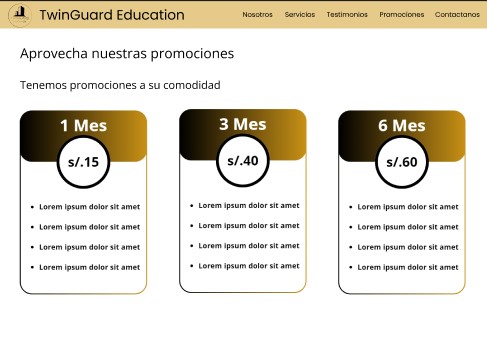 TwinGuard Education
Nosotros Servicios Testimonios Promociones Contactanos
Aprovecha nuestras promociones
Tenemos promociones a su comodidad
1 Mes
s/.15
Lorem ipsum dolor sit amet
Lorem ipsum dolor sit amet
Lorem ipsum dolor sit amet
Lorem ipsum dolor sit amet
3 Mes
s/.40
Lorem ipsum dolor sit amet
Lorem ipsum dolor sit amet
Lorem ipsum dolor sit amet
Lorem ipsum dolor sit amet
6 Mes
s/.60
Lorem ipsum dolor sit amet
Lorem ipsum dolor sit amet
Lorem ipsum dolor sit amet
Lorem ipsum dolor sit amet